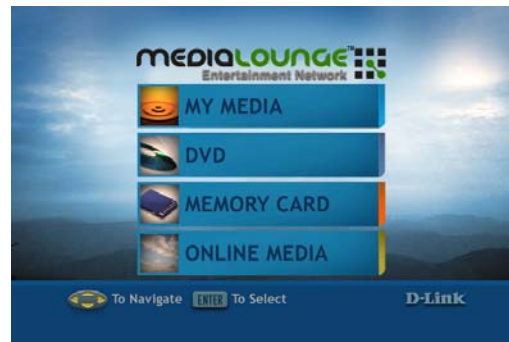 MEDIALOUNGE™
Entertainment Network
MY MEDIA
DVD
MEMORY CARD
ONLINE MEDIA
To Navigate ENTER To Select D-Link